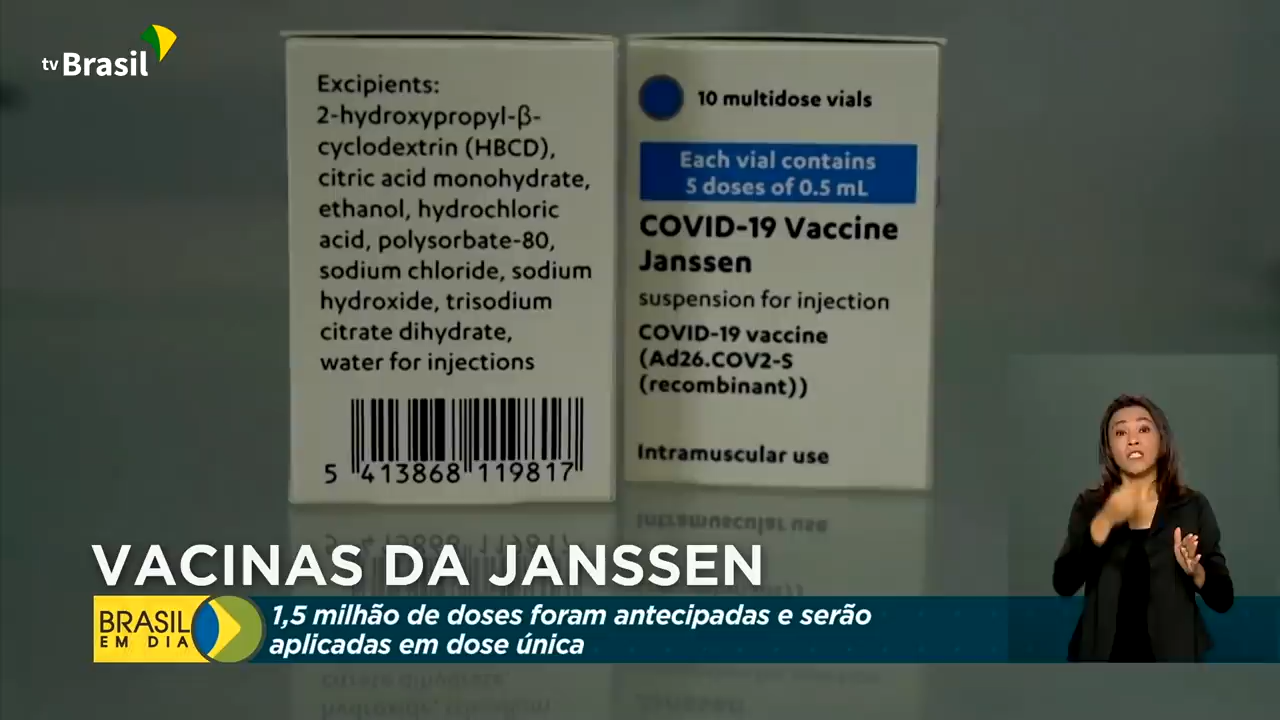 tv Brasil
Excipients:
2-hydroxypropyl-β-
cyclodextrin (HBCD),
citric acid monohydrate,
ethanol, hydrochloric
acid, polysorbate-80,
sodium chloride, sodium
hydroxide, trisodium
citrate dihydrate,
water for injections
5 413868 119817
10 multidose vials
Each vial contains
5 doses of 0.5 mL
COVID-19 Vaccine
Janssen
suspension for injection
COVID-19 vaccine
(Ad26.COV2-S
(recombinant))
Intramuscular use
VACINAS DA JANSSEN
BRASIL
EM DIA
1,5 milhão de doses foram antecipadas e serão
aplicadas em dose única